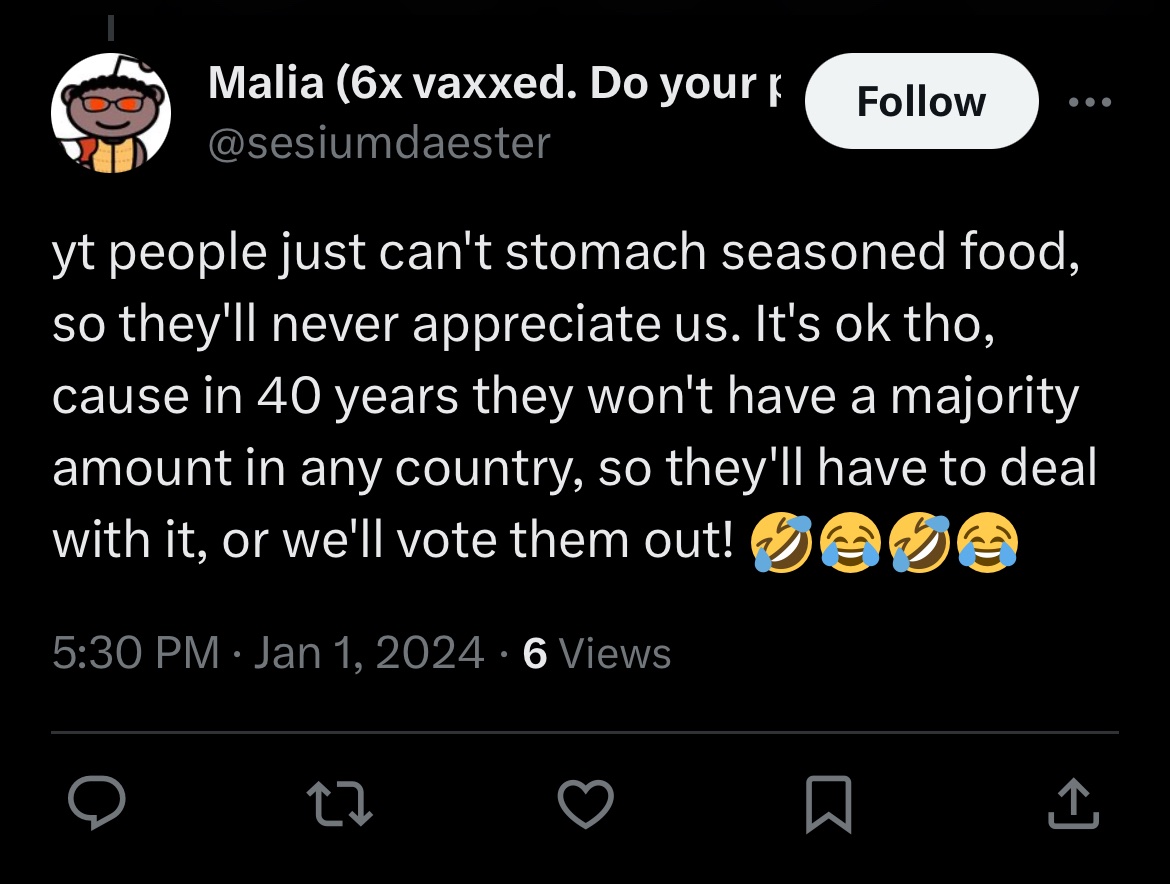 Malia (6x vaxxed. Do your
Follow
@sesiumdaester
yt people just can't stomach seasoned food,
so they'll never appreciate us. It's ok tho,
cause in 40 years they won't have a majority
amount in any country, so they'll have to deal
with it, or we'll vote them out! 🤣😂🤣😂
5:30 PM · Jan 1, 2024 · 6 Views